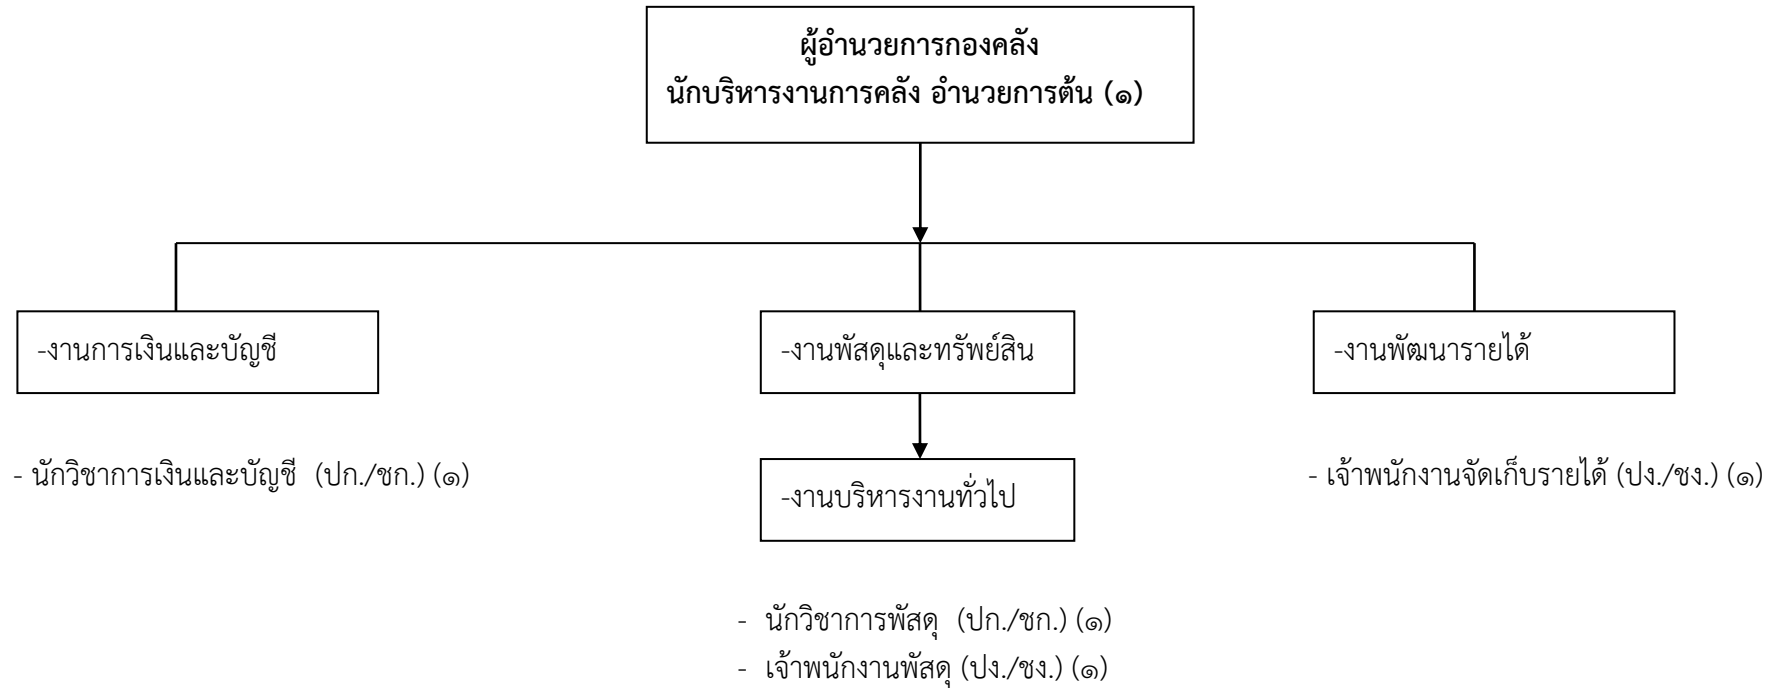 ผู้อำนวยการกองคลัง
นักบริหารงานการคลัง อำนวยการต้น (๑)
-งานการเงินและบัญชี
-งานพัสดุและทรัพย์สิน
-งานพัฒนารายได้
- นักวิชาการเงินและบัญชี (ปก./ชก.) (๑)
-งานบริหารงานทั่วไป
- เจ้าพนักงานจัดเก็บรายได้ (ปง./ชง.) (๑)
- นักวิชาการพัสดุ (ปก./ชก.) (๑)
- เจ้าพนักงานพัสดุ (ปง./ชง.) (๑)